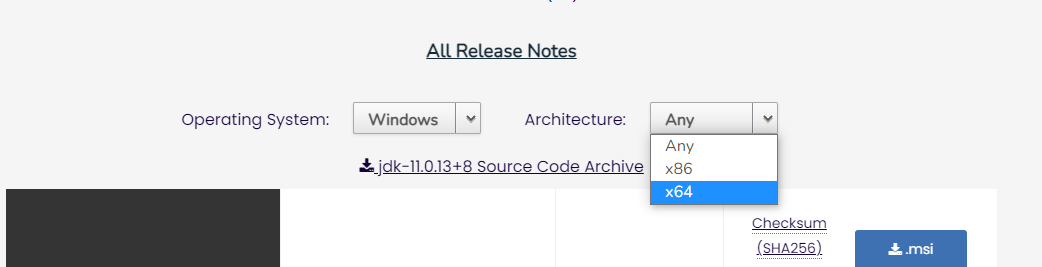 All Release Notes
Operating System: Windows Architecture: Any
Any
jdk-11.0.13+8 Source Code Archive x86
x64
Checksum
(SHA256) .msi